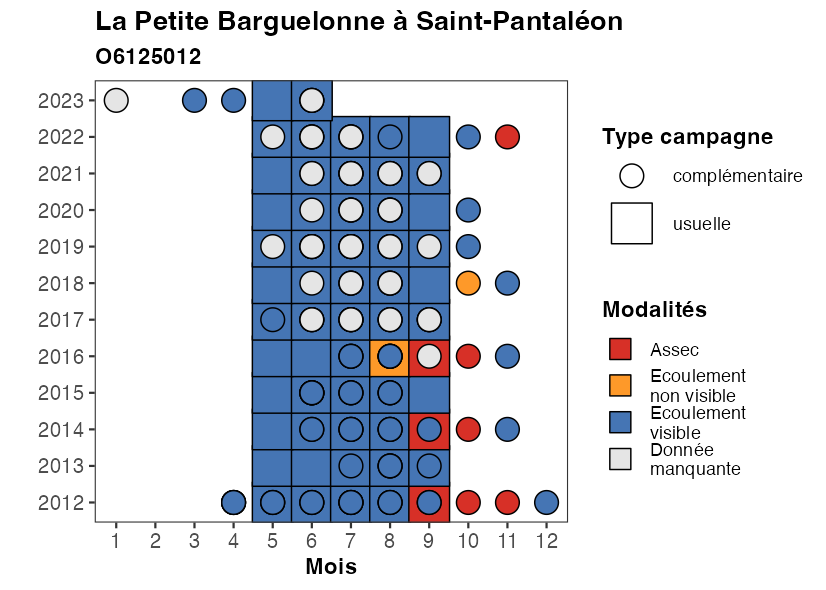 La Petite Barguelonne à Saint-Pantaléon
O6125012
2023
2022
2021
2020
2019
2018
2017
2016
2015
2014
2013
2012
1 2 3 4 5 6 7 8 9 10 11 12
Mois
Type campagne
complémentaire
usuelle
Modalités
Assec
Ecoulement
non visible
Ecoulement
visible
Donnée
manquante